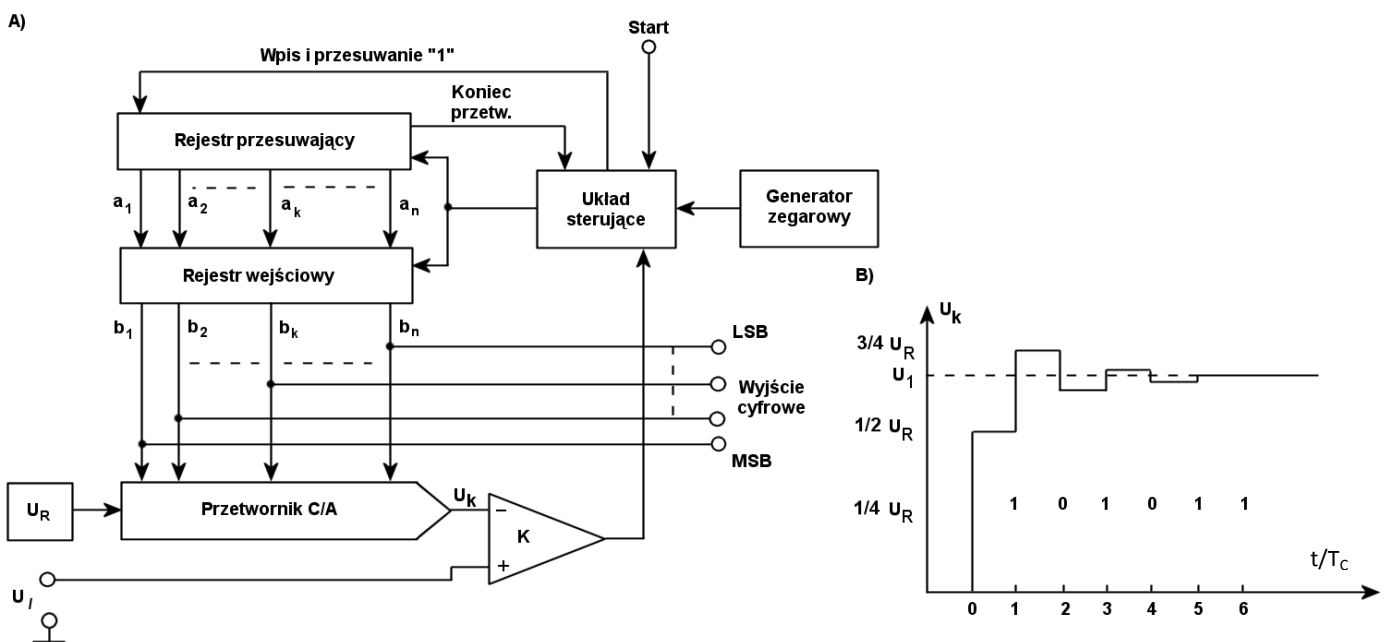 A)
Start
Wpis i przesuwanie "1"
Koniec
przetw.
Rejestr przesuwający
a1
a2
ak
an
Układ
sterujące
Generator
zegarowy
Rejestr wejściowy
b1
b2
bk
bn
LSB
Wyjście
cyfrowe
MSB
UR
Przetwornik C/A
Uk
K
−
+
UI
B)
Uk
3/4 UR
U1
1/2 UR
1/4 UR
1 0 1 0 1 1
t/TC
0 1 2 3 4 5 6